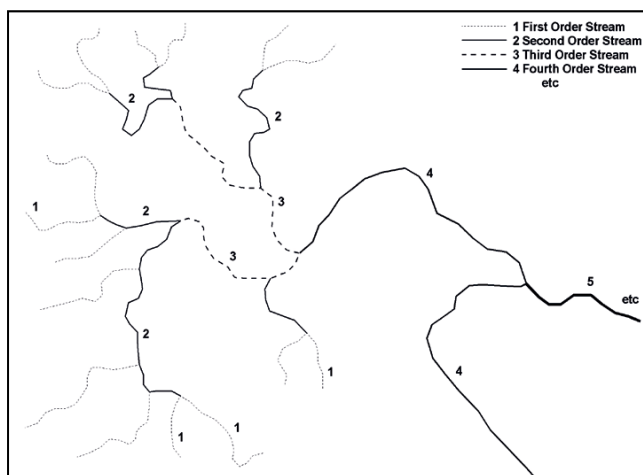 1 First Order Stream
2 Second Order Stream
3 Third Order Stream
4 Fourth Order Stream
etc
2
2
4
3
1
2
3
5
etc
2
4
1
1
1